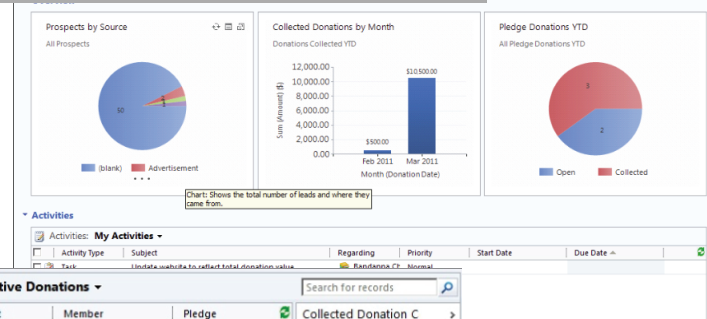 Prospects by Source
All Prospects
50
2
(blank) Advertisement
...
Collected Donations by Month
Donations Collected YTD
Sum (Amount) ($)
12,000.00
10,000.00
8,000.00
6,000.00
4,000.00
2,000.00
0.00
$500.00
$10,500.00
Feb 2011 Mar 2011
Month (Donation Date)
Pledge Donations YTD
All Pledge Donations YTD
1
2
Open Collected
Chart: Shows the total number of leads and where they
came from.
Activities
Activities: My Activities
Activity Type Subject Regarding Priority Start Date Due Date
Task Update website to reflect total donation value Bandanna Ch Normal
tive Donations Search for records
Member Pledge Collected Donation C